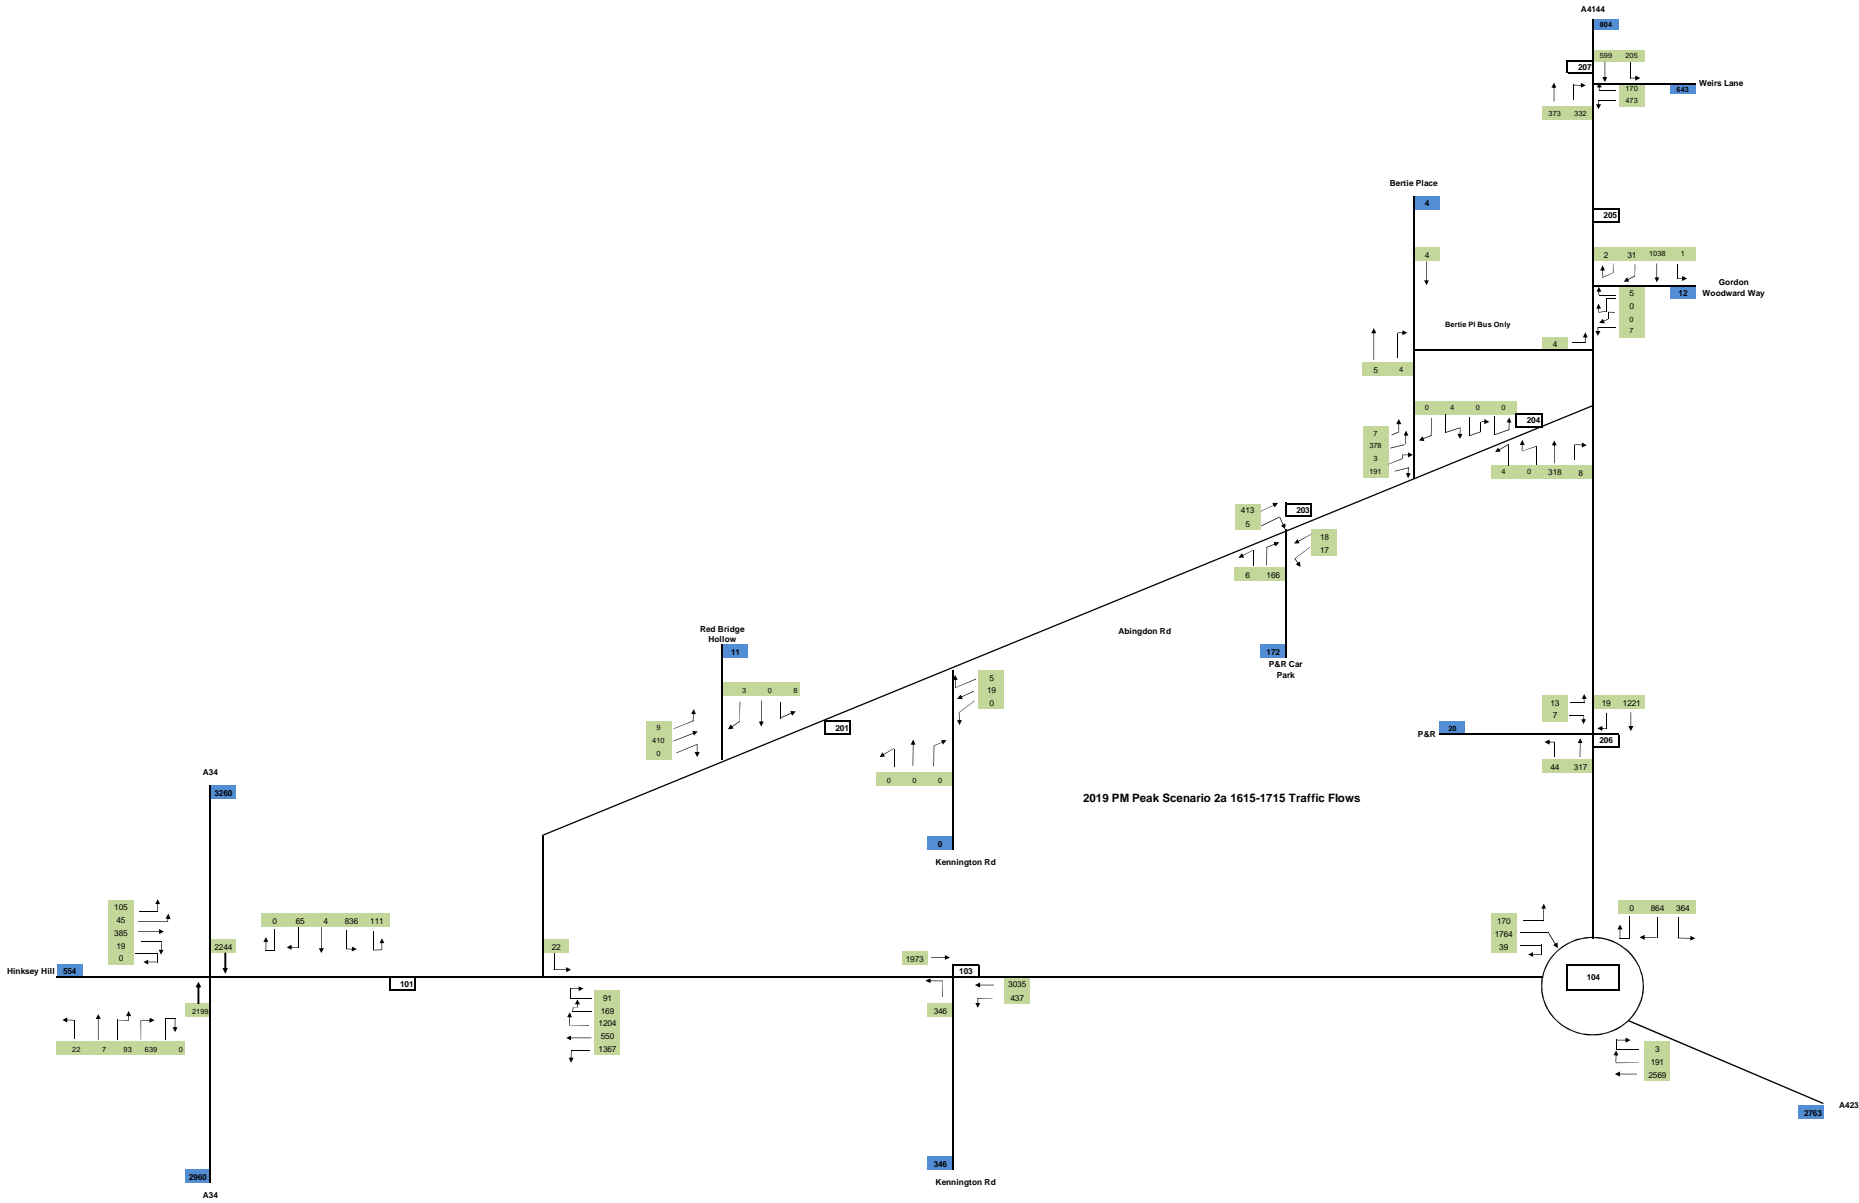 A4144
804
599 205
207
Weirs Lane
170
643
473
373 332
Bertie Place
4
205
4
2 31 1038 1
Gordon
Woodward Way
5
12
0
0
7
Bertie Pl Bus Only
4
5 4
0 4 0 0
204
7
378
3
191
4 0 318 8
413
203
5
18
17
6 166
Red Bridge
Hollow
Abingdon Rd
11
172
P&R Car
Park
5
19
0
3 0 8
13
7
19 1221
9
410
0
201
20
P&R
206
44 317
A34
0 0 0
3260
2019 PM Peak Scenario 2a 1615-1715 Traffic Flows
0
Kennington Rd
105
45
385
19
0
0 65 4 836 111
170
1764
39
0 864 364
2244
22
1973
Hinksey Hill
554
103
104
101
3035
437
91
169
1204
550
1367
2199
346
22 7 93 639 0
3
191
2569
A423
2763
346
2960
Kennington Rd
A34